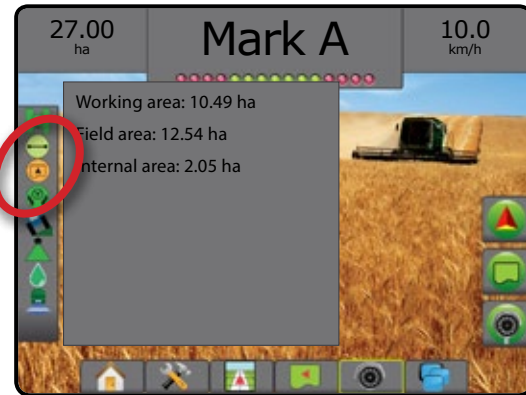 27.00
ha
Mark A
10.0
km/h
Working area: 10.49 ha
Field area: 12.54 ha
Internal area: 2.05 ha